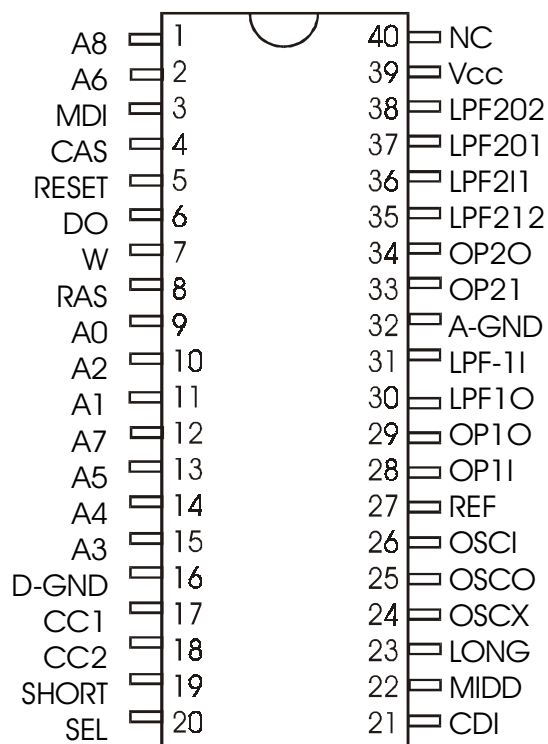 A8 1 40 NC
A6 2 39 Vcc
MDI 3 38 LPF202
CAS 4 37 LPF201
RESET 5 36 LPF2I1
DO 6 35 LPF212
W 7 34 OP2O
RAS 8 33 OP21
A0 9 32 A-GND
A2 10 31 LPF-1I
A1 11 30 LPF1O
A7 12 29 OP1O
A5 13 28 OP1I
A4 14 27 REF
A3 15 26 OSCI
D-GND 16 25 OSCO
CC1 17 24 OSCX
CC2 18 23 LONG
SHORT 19 22 MIDD
SEL 20 21 CDI